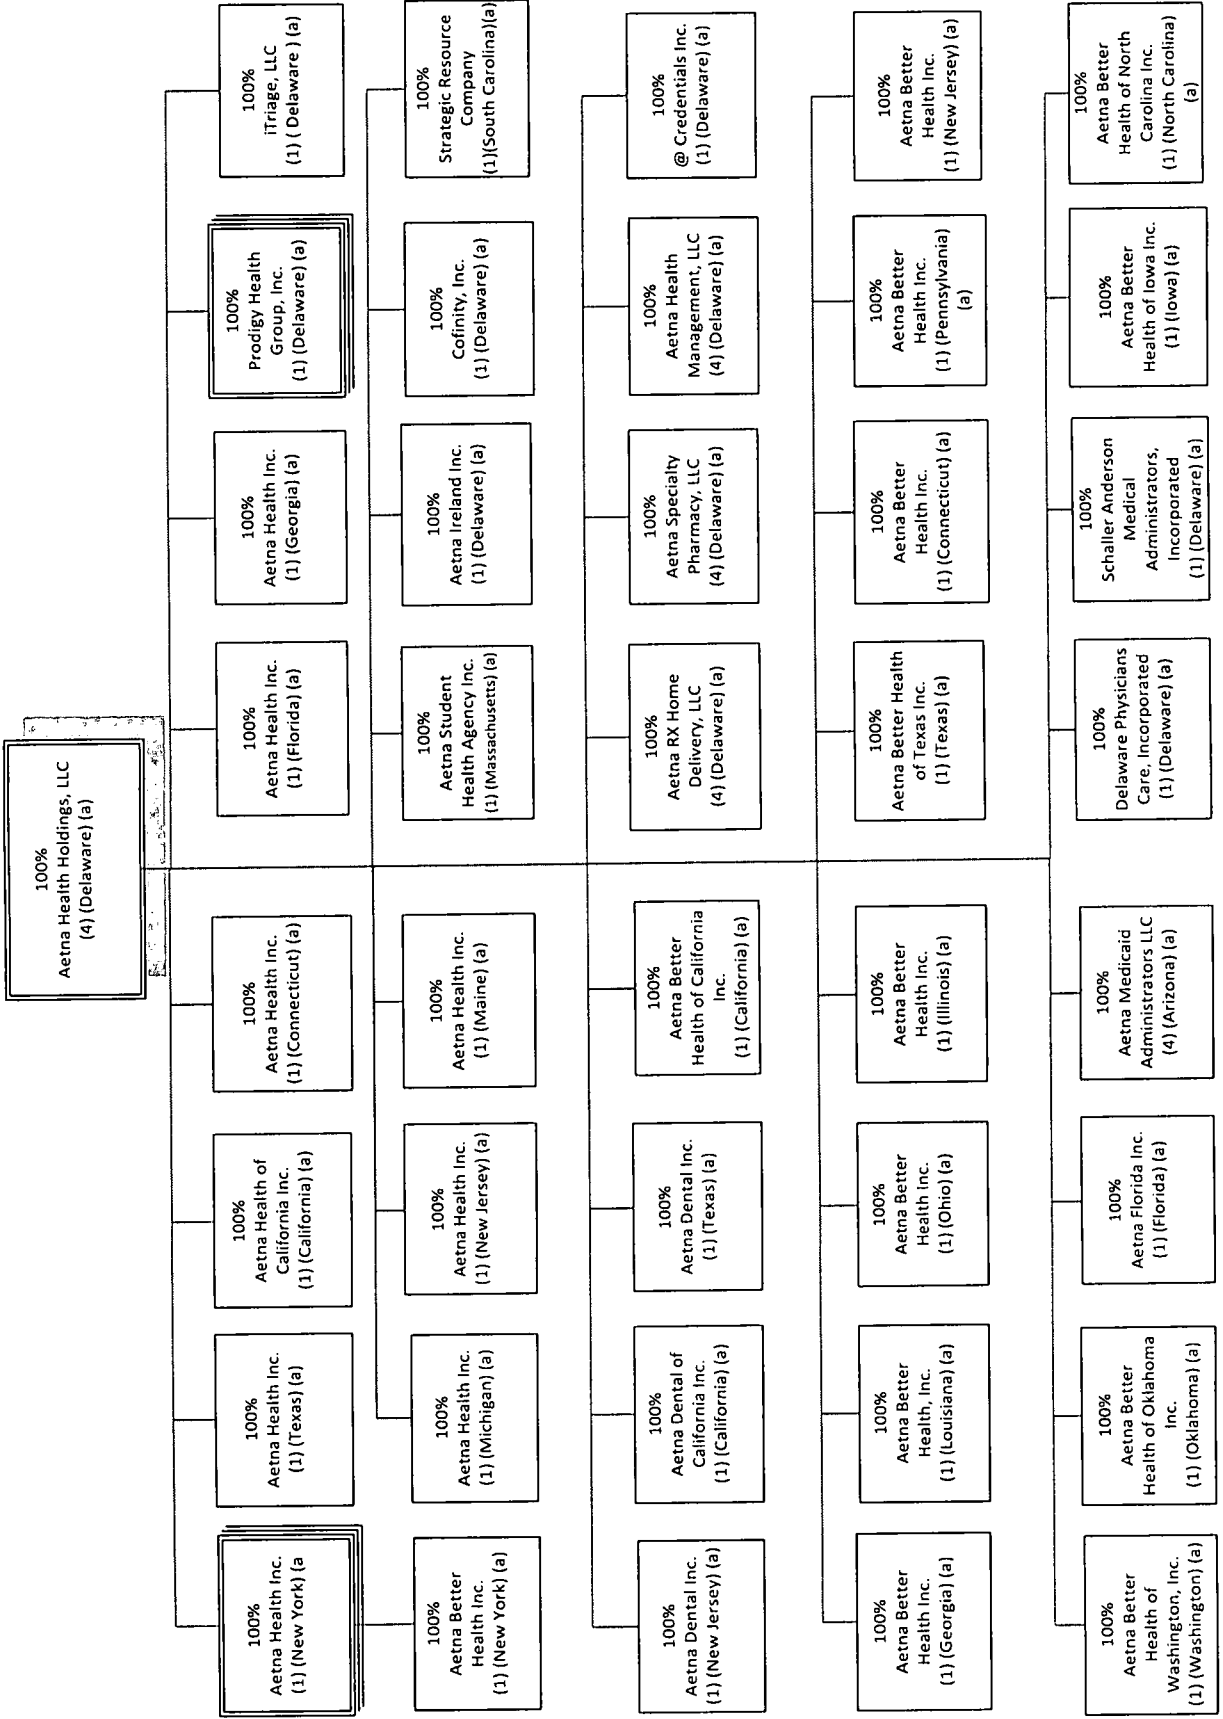 100%
Aetna Health Holdings, LLC
(4) (Delaware) (a)
100%
Aetna Health Inc.
(1) (New York) (a
100%
Aetna Health Inc.
(1) (Texas) (a)
100%
Aetna Health of
California Inc.
(1) (California) (a)
100%
Aetna Health Inc.
(1) (Connecticut) (a)
100%
Aetna Health Inc.
(1) (Florida) (a)
100%
Aetna Health Inc.
(1) (Georgia) (a)
100%
Prodigy Health
Group, Inc.
(1) (Delaware) (a)
100%
iTriage, LLC
(1) ( Delaware ) (a)
100%
Aetna Better
Health Inc.
(1) (New York) (a)
100%
Aetna Health Inc.
(1) (Michigan) (a)
100%
Aetna Health Inc.
(1) (New Jersey) (a)
100%
Aetna Health Inc.
(1) (Maine) (a)
100%
Aetna Student
Health Agency Inc.
(1) (Massachusetts) (a)
100%
Aetna Ireland Inc.
(1) (Delaware) (a)
100%
Cofinity, Inc.
(1) (Delaware) (a)
100%
Strategic Resource
Company
(1)(South Carolina)(a)
100%
Aetna Dental Inc.
(1) (New Jersey) (a)
100%
Aetna Dental of
California Inc.
(1) (California) (a)
100%
Aetna Dental Inc.
(1) (Texas) (a)
100%
Aetna Better
Health of California
Inc.
(1) (California) (a)
100%
Aetna RX Home
Delivery, LLC
(4) (Delaware) (a)
100%
Aetna Specialty
Pharmacy, LLC
(4) (Delaware) (a)
100%
Aetna Health
Management, LLC
(4) (Delaware) (a)
100%
@ Credentials Inc.
(1) (Delaware) (a)
100%
Aetna Better
Health Inc.
(1) (Georgia) (a)
100%
Aetna Better
Health, Inc.
(1) (Louisiana) (a)
100%
Aetna Better
Health Inc.
(1) (Ohio) (a)
100%
Aetna Better
Health Inc.
(1) (Illinois) (a)
100%
Aetna Better Health
of Texas Inc.
(1) (Texas) (a)
100%
Aetna Better
Health Inc.
(1) (Connecticut) (a)
100%
Aetna Better
Health Inc.
(1) (Pennsylvania)
(a)
100%
Aetna Better
Health Inc.
(1) (New Jersey) (a)
100%
Aetna Better
Health of
Washington, Inc.
(1) (Washington) (a)
100%
Aetna Better
Health of Oklahoma
Inc.
(1) (Oklahoma) (a)
100%
Aetna Florida Inc.
(1) (Florida) (a)
100%
Aetna Medicaid
Administrators LLC
(4) (Arizona) (a)
100%
Delaware Physicians
Care, Incorporated
(1) (Delaware) (a)
100%
Schaller Anderson
Medical
Administrators,
Incorporated
(1) (Delaware) (a)
100%
Aetna Better
Health of Iowa Inc.
(1) (Iowa) (a)
100%
Aetna Better
Health of North
Carolina Inc.
(1) (North Carolina)
(a)